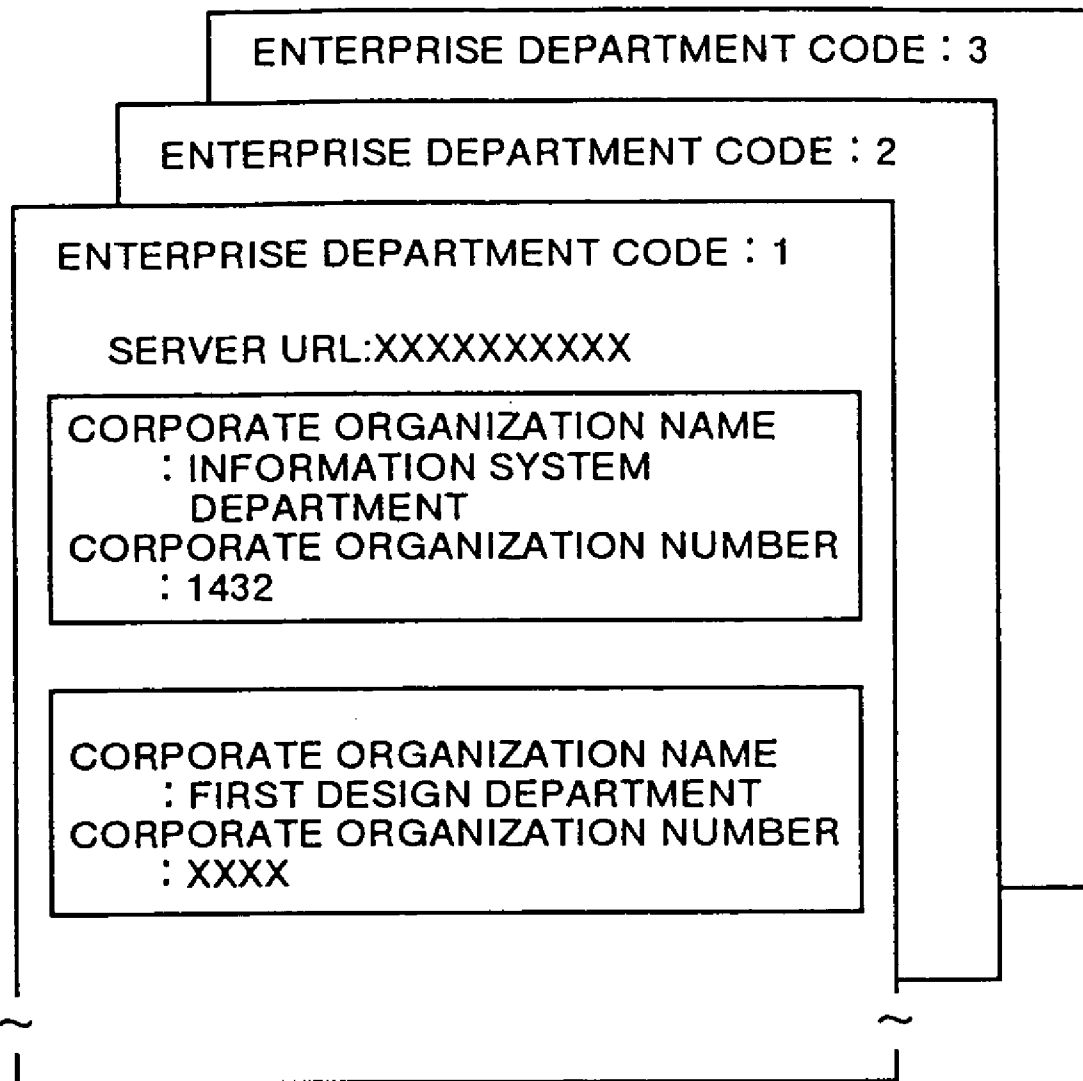 ENTERPRISE DEPARTMENT CODE : 3
ENTERPRISE DEPARTMENT CODE : 2
ENTERPRISE DEPARTMENT CODE : 1
SERVER URL:XXXXXXXXXX
CORPORATE ORGANIZATION NAME
: INFORMATION SYSTEM
DEPARTMENT
CORPORATE ORGANIZATION NUMBER
: 1432
CORPORATE ORGANIZATION NAME
: FIRST DESIGN DEPARTMENT
CORPORATE ORGANIZATION NUMBER
: XXXX